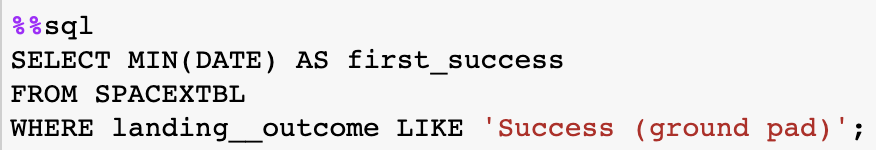 %%sql
SELECT MIN(DATE) AS first_success
FROM SPACEXTBL
WHERE landing__outcome LIKE 'Success (ground pad)';